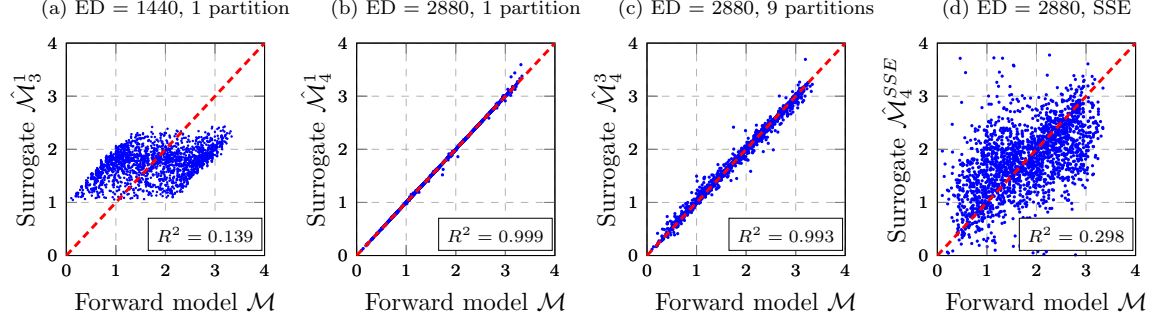 (a) ED = 1440, 1 partition
(b) ED = 2880, 1 partition
(c) ED = 2880, 9 partitions
(d) ED = 2880, SSE
Surrogate $\hat{\mathcal{M}}_3^1$
4
3
2
1
0
R² = 0.139
0 1 2 3 4
Forward model $\mathcal{M}$
Surrogate $\hat{\mathcal{M}}_4^1$
4
3
2
1
0
R² = 0.999
0 1 2 3 4
Forward model $\mathcal{M}$
Surrogate $\hat{\mathcal{M}}_4^3$
4
3
2
1
0
R² = 0.993
0 1 2 3 4
Forward model $\mathcal{M}$
Surrogate $\hat{\mathcal{M}}_4^{SSE}$
4
3
2
1
0
R² = 0.298
0 1 2 3 4
Forward model $\mathcal{M}$